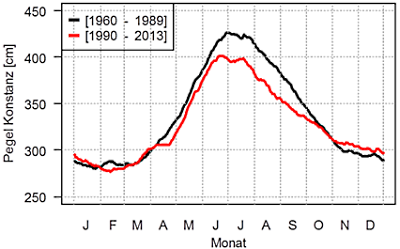 [1960 - 1989]
[1990 - 2013]
Pegel Konstanz [cm]
450
400
350
300
250
J F M A M J J A S O N D
Monat